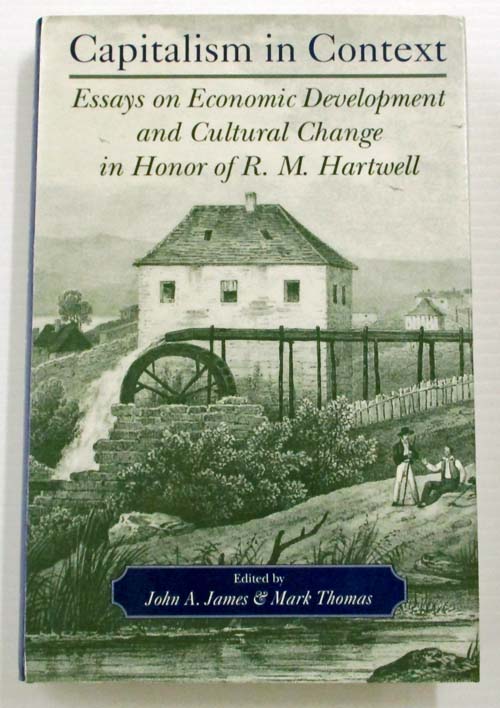 Capitalism in Context
Essays on Economic Development
and Cultural Change
in Honor of R. M. Hartwell
Edited by
John A. James & Mark Thomas